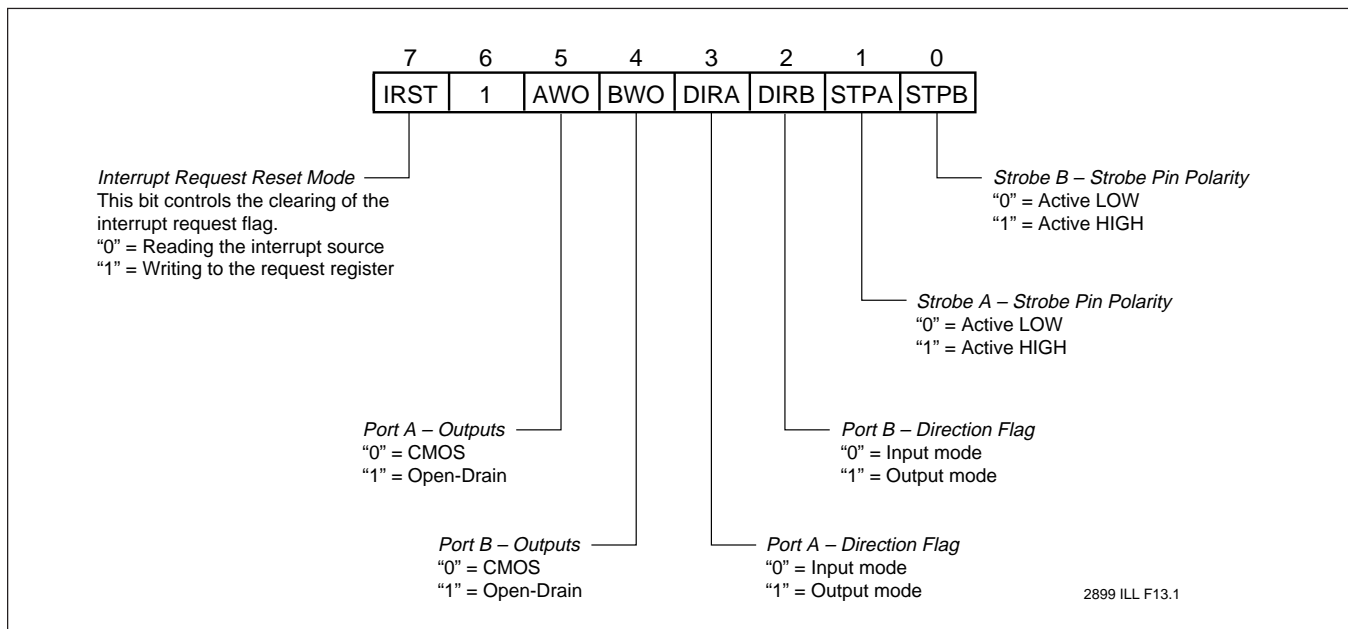 7 6 5 4 3 2 1 0
IRST 1 AWO BWO DIRA DIRB STPA STPB
Interrupt Request Reset Mode
This bit controls the clearing of the
interrupt request flag.
“0” = Reading the interrupt source
“1” = Writing to the request register
Strobe B – Strobe Pin Polarity
“0” = Active LOW
“1” = Active HIGH
Strobe A – Strobe Pin Polarity
“0” = Active LOW
“1” = Active HIGH
Port A – Outputs
“0” = CMOS
“1” = Open-Drain
Port B – Direction Flag
“0” = Input mode
“1” = Output mode
Port B – Outputs
“0” = CMOS
“1” = Open-Drain
Port A – Direction Flag
“0” = Input mode
“1” = Output mode
2899 ILL F13.1